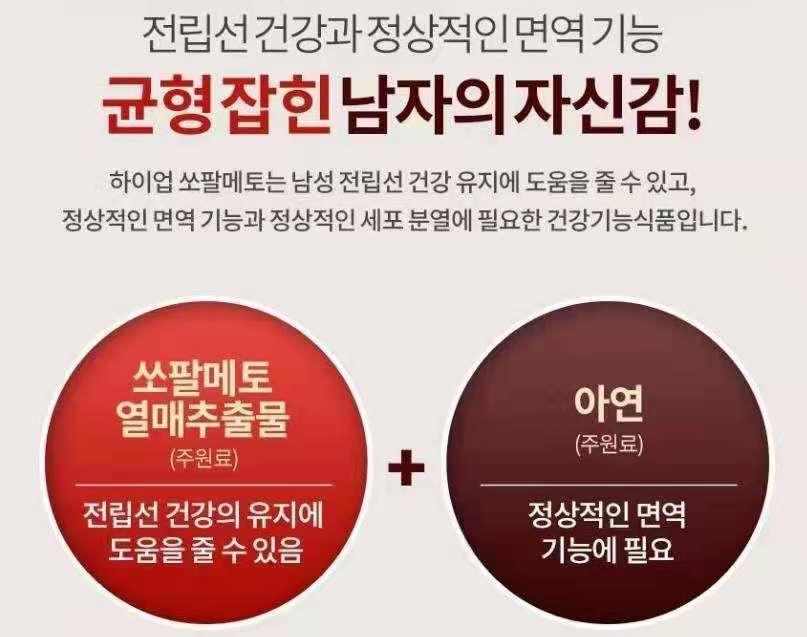 전립선 건강과 정상적인 면역 기능
균형 잡힌 남자의 자신감!
하이업 쏘팔메토는 남성 전립선 건강 유지에 도움을 줄 수 있고,
정상적인 면역 기능과 정상적인 세포 분열에 필요한 건강기능식품입니다.
쏘팔메토
열매추출물
(주원료)
전립선 건강의 유지에
도움을 줄 수 있음
+
아연
(주원료)
정상적인 면역
기능에 필요